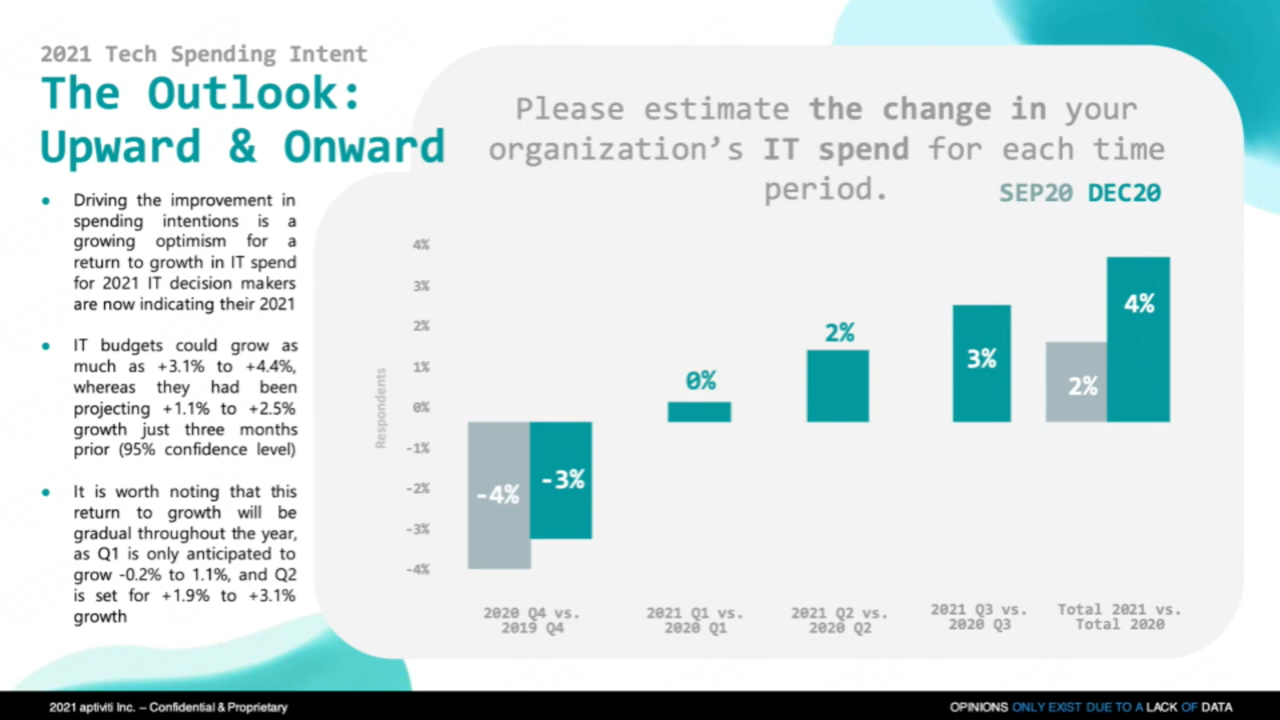 2021 Tech Spending Intent
The Outlook:
Upward & Onward
• Driving the improvement in
spending intentions is a
growing optimism for a
return to growth in IT spend
for 2021 IT decision makers
are now indicating their 2021
• IT budgets could grow as
much as +3.1% to +4.4%,
whereas they had been
projecting +1.1% to +2.5%
growth just three months
prior (95% confidence level)
• It is worth noting that this
return to growth will be
gradual throughout the year,
as Q1 is only anticipated to
grow -0.2% to 1.1%, and Q2
is set for +1.9% to +3.1%
growth
Please estimate the change in your
organization's IT spend for each time
period.
SEP20 DEC20
4%
3%
2%
1%
0%
-1%
-2%
-3%
-4%
Respondents
-4%
-3%
0%
2%
3%
2%
4%
2020 Q4 vs.
2019 Q4
2021 Q1 vs.
2020 Q1
2021 Q2 vs.
2020 Q2
2021 Q3 vs.
2020 Q3
Total 2021 vs.
Total 2020
2021 aptiviti Inc. – Confidential & Proprietary
OPINIONS ONLY EXIST DUE TO A LACK OF DATA